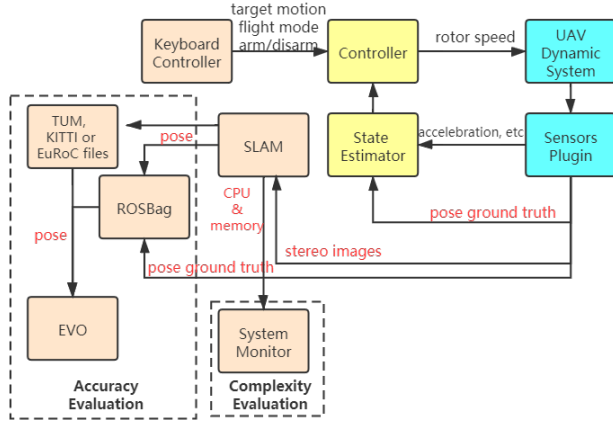 target motion
flight mode
arm/disarm
Keyboard
Controller
Controller
rotor speed
UAV
Dynamic
System
TUM,
KITTI or
EuRoC files
pose
SLAM
State
Estimator
accelebration, etc
Sensors
Plugin
CPU
&
memory
ROSBag
pose
pose ground truth
stereo images
pose ground truth
EVO
System
Monitor
Accuracy
Evaluation
Complexity
Evaluation